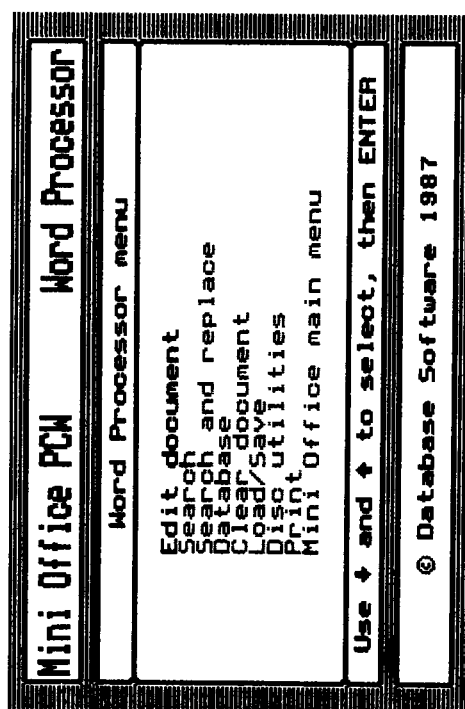 Mini Office PCW Word Processor
Word Processor menu
Edit document
Search
Search and replace
Database
Clear document
Load/Save
Disc utilities
Print
Mini Office main menu
Use ↓ and ↑ to select, then ENTER
© Database Software 1987